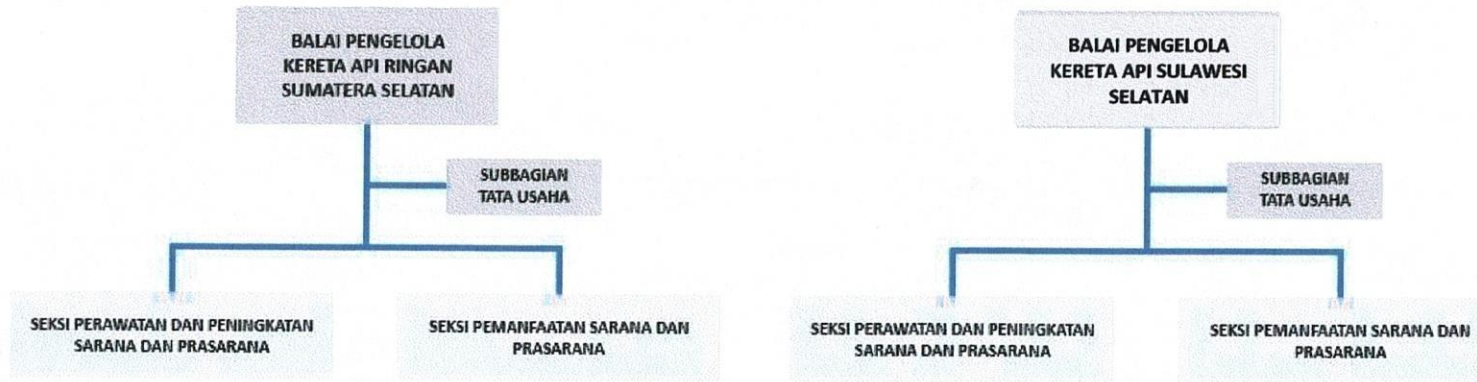 BALAI PENGELOLA
KERETA API RINGAN
SUMATERA SELATAN
SUBBAGIAN
TATA USAHA
SEKSI PERAWATAN DAN PENINGKATAN
SARANA DAN PRASARANA
SEKSI PEMANFAATAN SARANA DAN
PRASARANA
BALAI PENGELOLA
KERETA API SULAWESI
SELATAN
SUBBAGIAN
TATA USAHA
SEKSI PERAWATAN DAN PENINGKATAN
SARANA DAN PRASARANA
SEKSI PEMANFAATAN SARANA DAN
PRASARANA